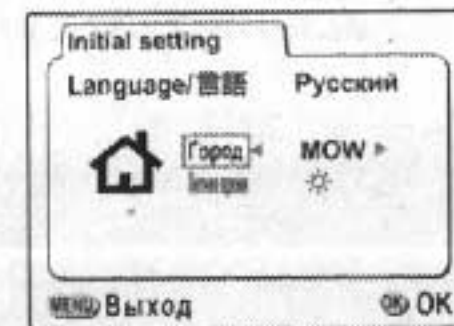 Initial setting
Language/言語 Русский
Город MOW
MENU Выход OK OK